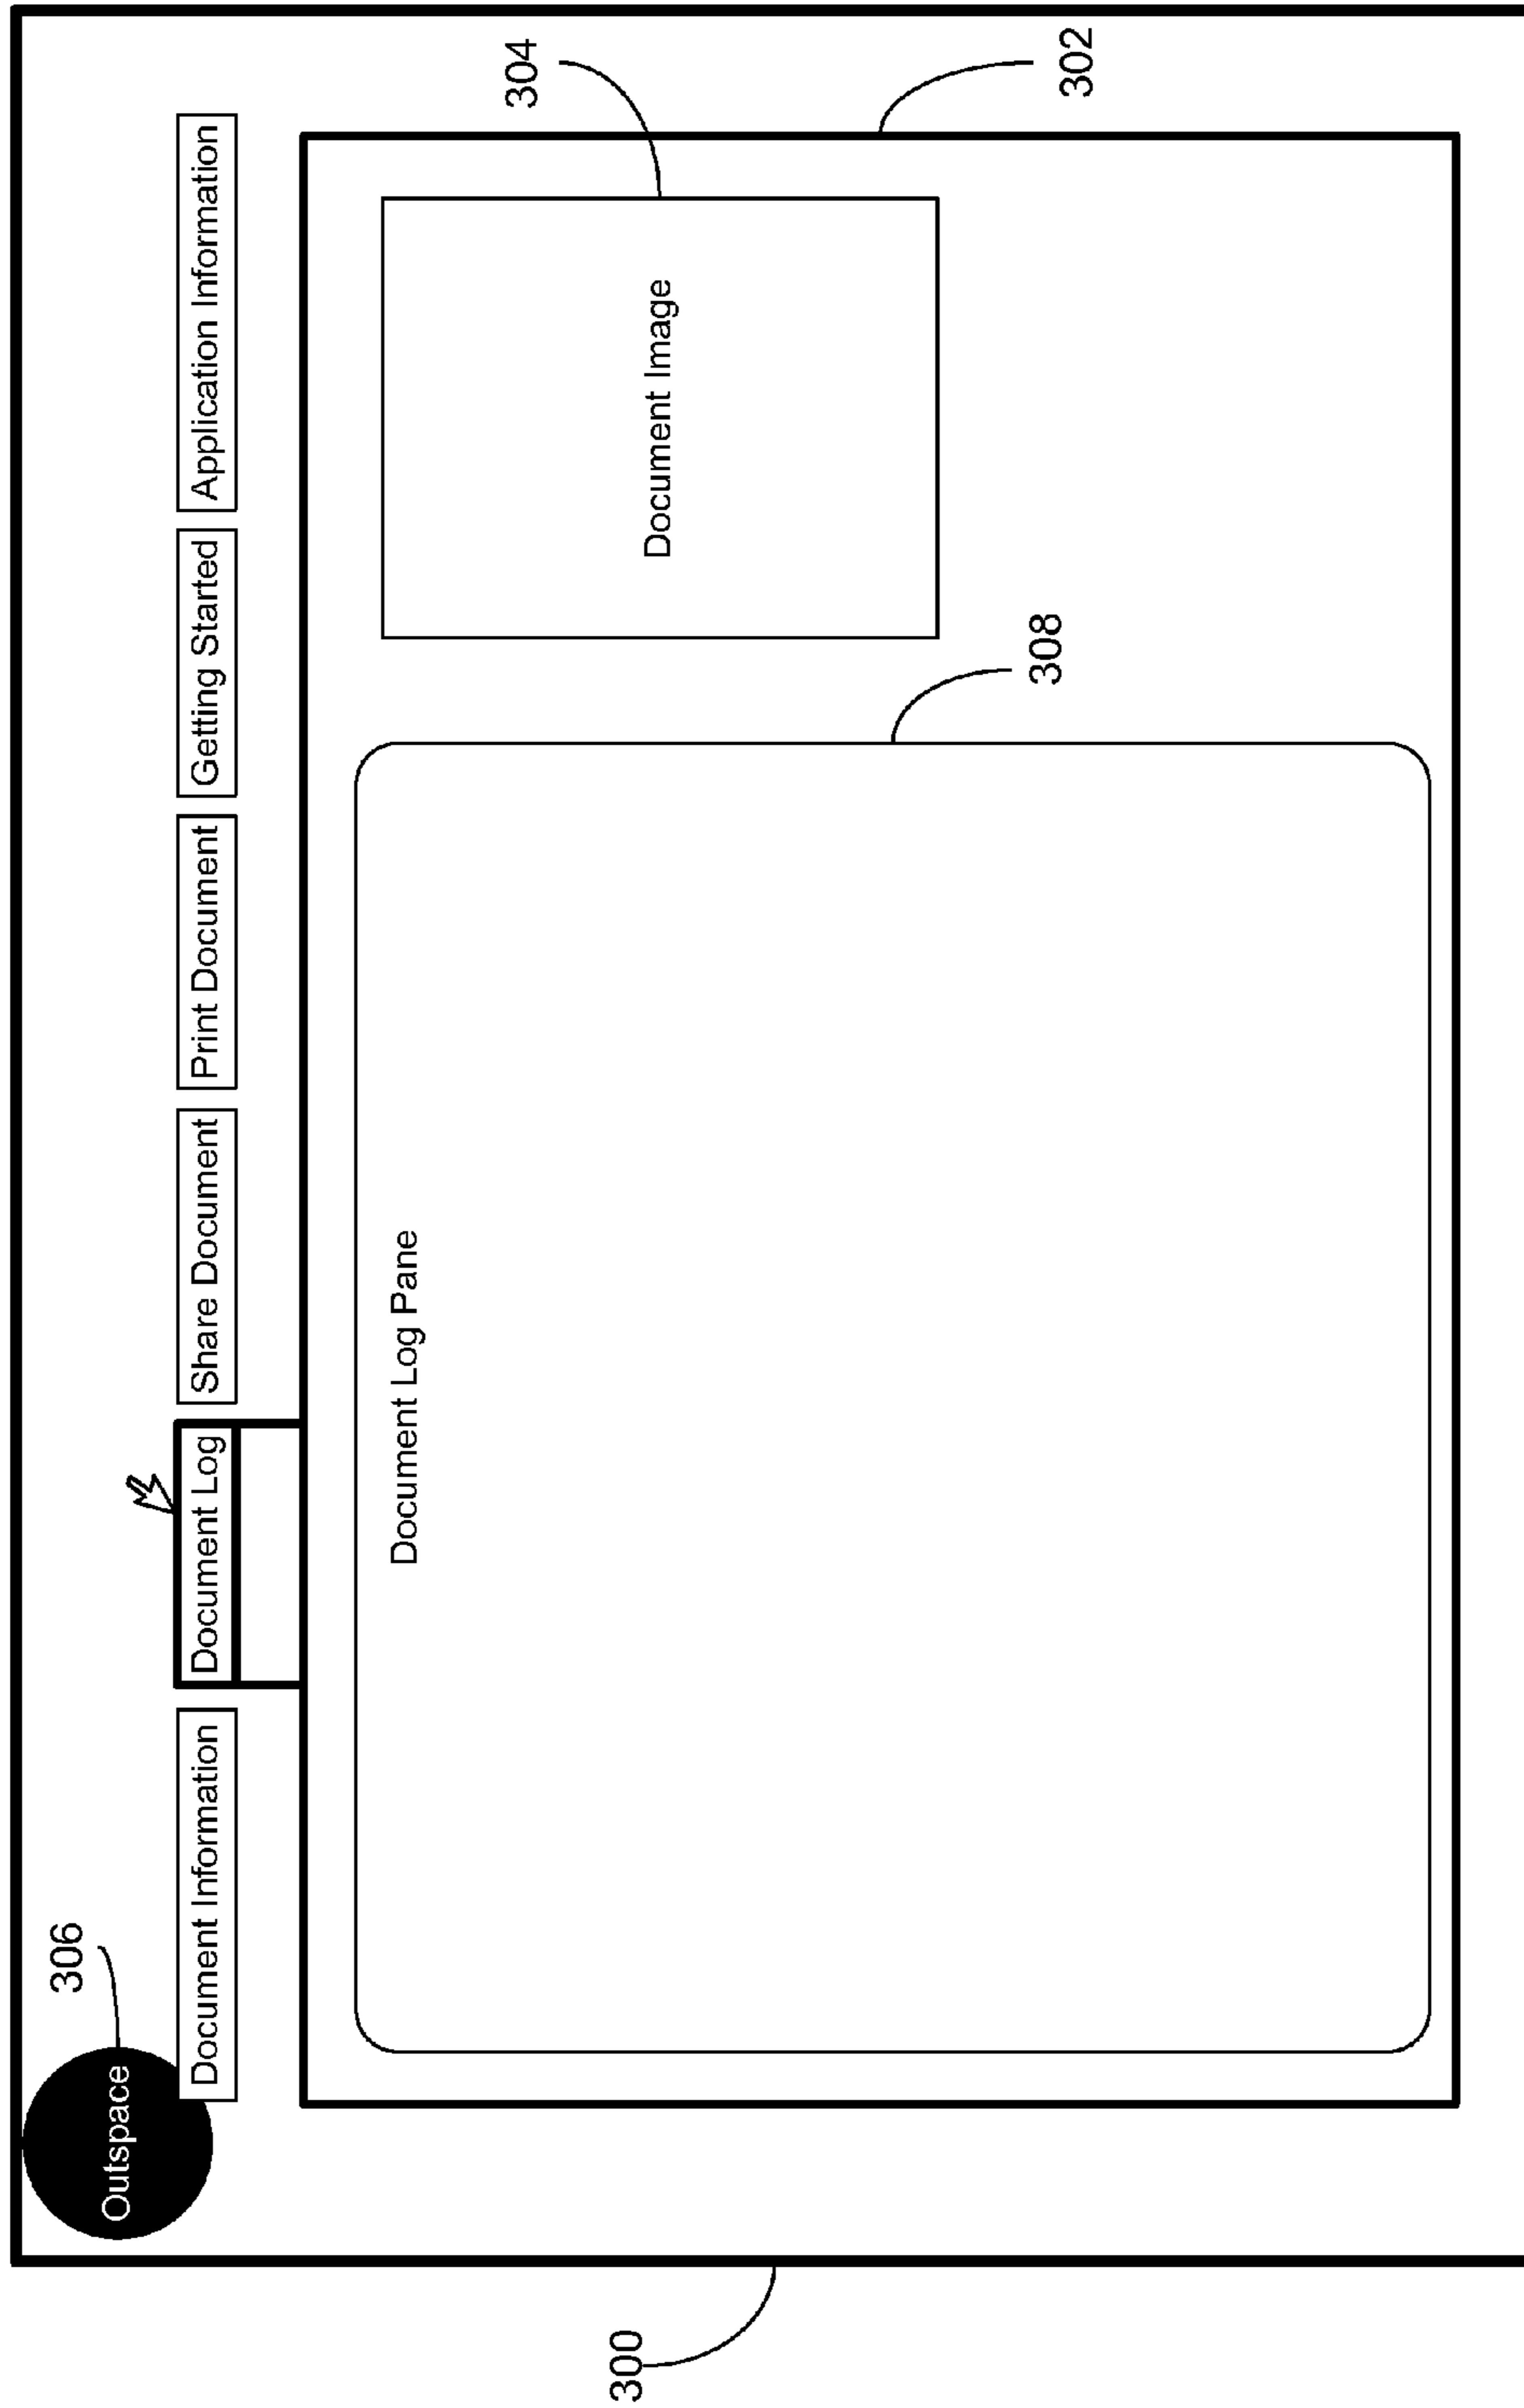 306
Outspace
Document Information
Document Log
Share Document
Print Document
Getting Started
Application Information
304
Document Log Pane
Document Image
308
302
300